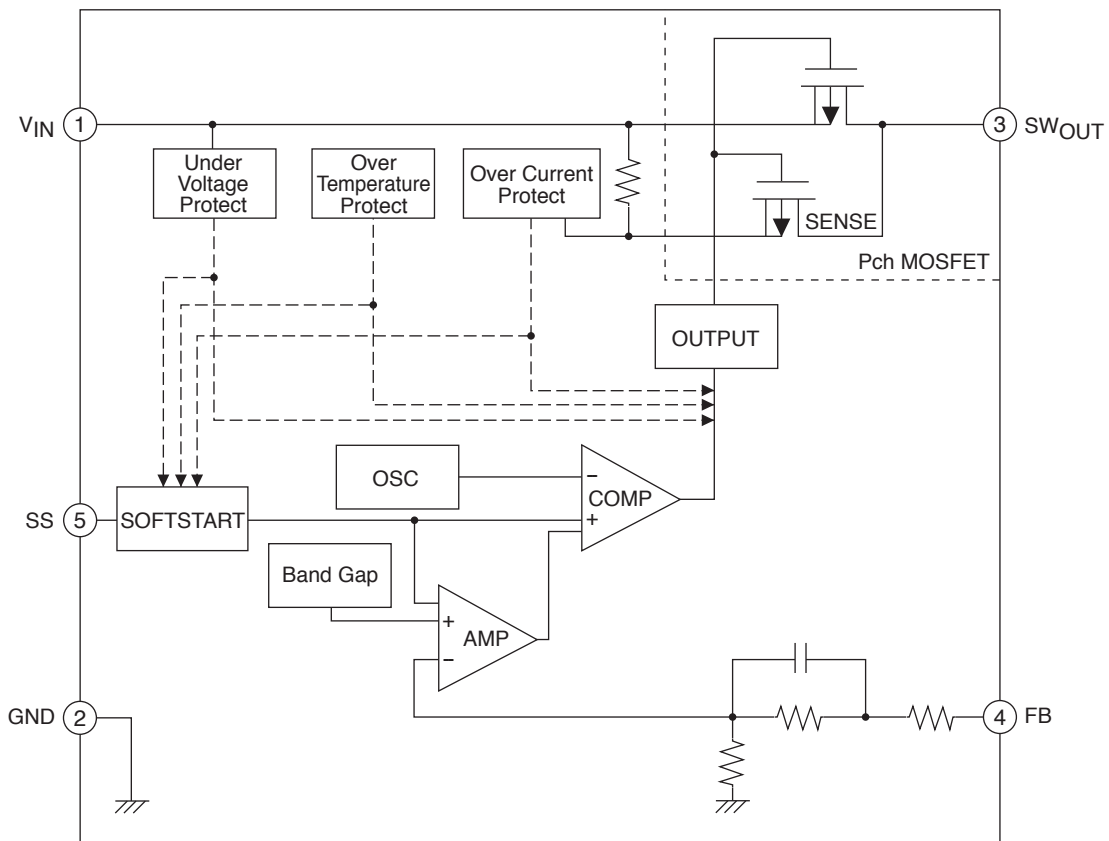 VIN 1
Under
Voltage
Protect
Over
Temperature
Protect
Over Current
Protect
3 SWOUT
SENSE
Pch MOSFET
OUTPUT
OSC
−
COMP
+
SS 5
SOFTSTART
Band Gap
+
AMP
−
GND 2
4 FB